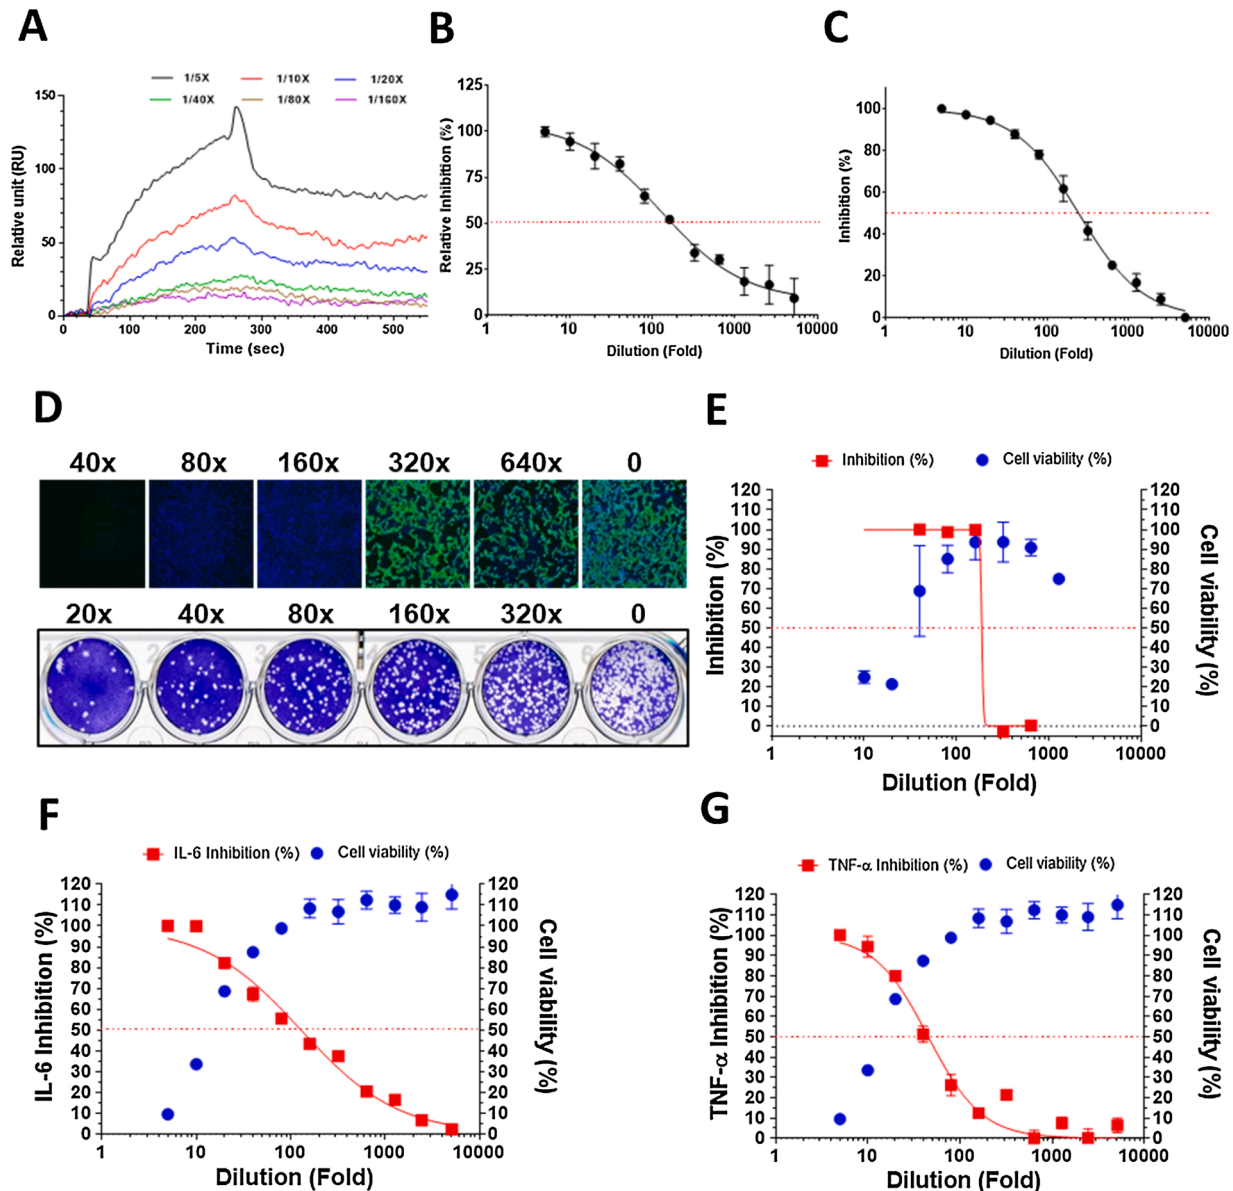 A
1/5X 1/10X 1/20X
1/40X 1/80X 1/160X
Relative unit (RU)
150
100
50
0
0 100 200 300 400 500
Time (sec)
B
Relative Inhibition (%)
125
100
75
50
25
0
1 10 100 1000 10000
Dilution (Fold)
C
Inhibition (%)
100
80
60
40
20
0
1 10 100 1000 10000
Dilution (Fold)
D
40x 80x 160x 320x 640x 0
20x 40x 80x 160x 320x 0
E
Inhibition (%) Cell viability (%)
Inhibition (%)
120 120
110 110
100 100
90 90
80 80
70 70
60 60
50 50
40 40
30 30
20 20
10 10
0 0
Cell viability (%)
1 10 100 1000 10000
Dilution (Fold)
F
IL-6 Inhibition (%) Cell viability (%)
IL-6 Inhibition (%)
120 120
110 110
100 100
90 90
80 80
70 70
60 60
50 50
40 40
30 30
20 20
10 10
0 0
Cell viability (%)
1 10 100 1000 10000
Dilution (Fold)
G
TNF-α Inhibition (%) Cell viability (%)
TNF-α Inhibition (%)
120 120
110 110
100 100
90 90
80 80
70 70
60 60
50 50
40 40
30 30
20 20
10 10
0 0
Cell viability (%)
1 10 100 1000 10000
Dilution (Fold)